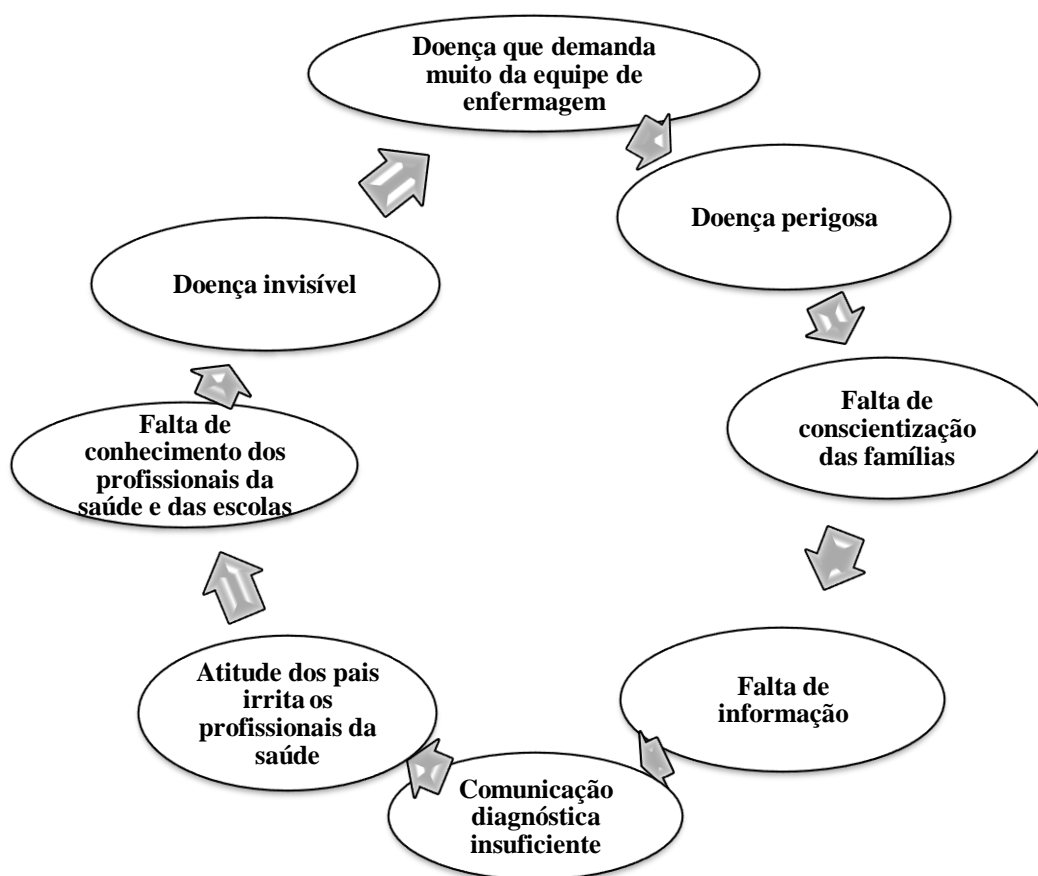 Doença que demanda
muito da equipe de
enfermagem
Doença perigosa
Falta de
conscientização
das famílias
Falta de
informação
Comunicação
diagnóstica
insuficiente
Atitude dos pais
irrita os
profissionais da
saúde
Falta de
conhecimento dos
profissionais da
saúde e das escolas
Doença invisível